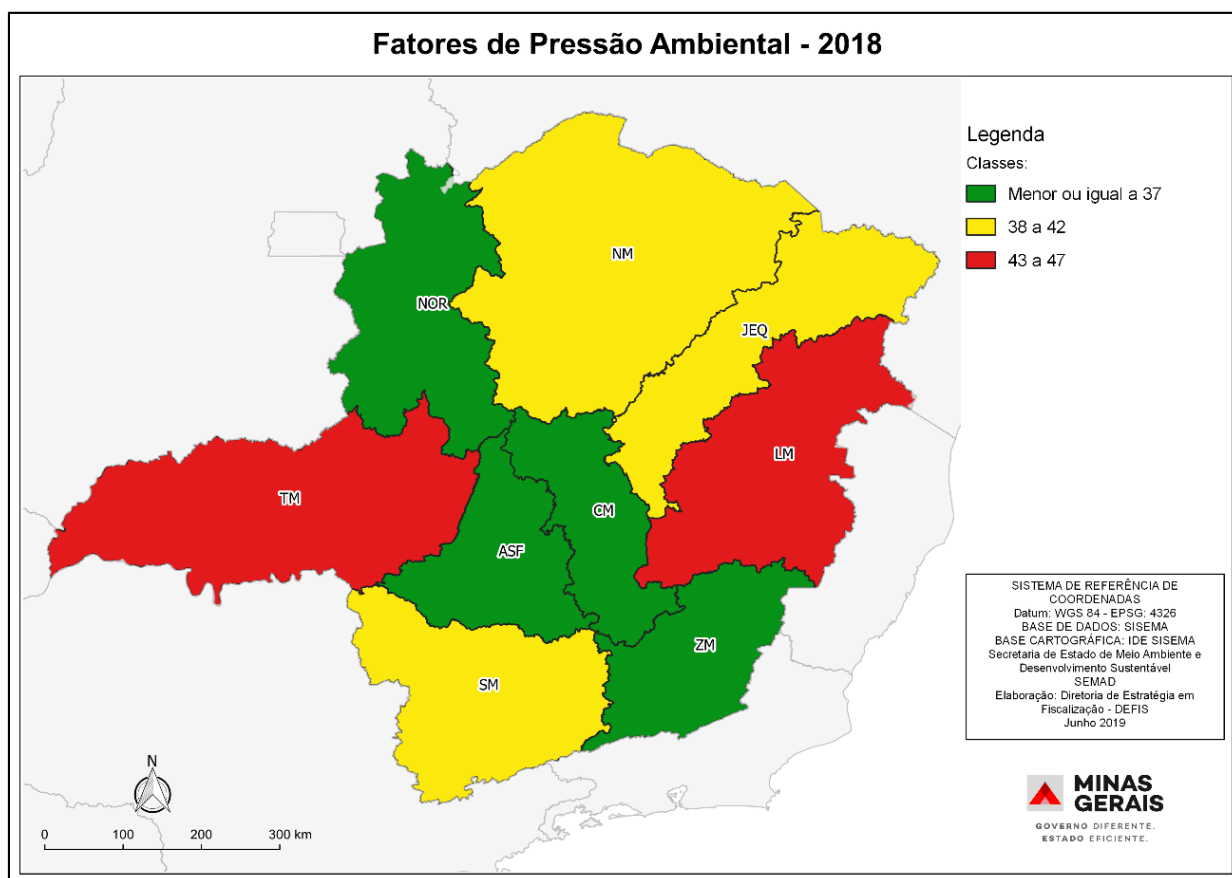 Fatores de Pressão Ambiental - 2018
Legenda
Classes:
Menor ou igual a 37
38 a 42
43 a 47
NM
NOR
JEQ
LM
TM
CM
ASF
ZM
SM
SISTEMA DE REFERÊNCIA DE
COORDENADAS
Datum: WGS 84 - EPSG: 4326
BASE DE DADOS: SISEMA
BASE CARTOGRÁFICA: IDE SISEMA
Secretaria de Estado de Meio Ambiente e
Desenvolvimento Sustentável
SEMAD
Elaboração: Diretoria de Estratégia em
Fiscalização - DEFIS
Junho 2019
N
0 100 200 300 km
MINAS
GERAIS
GOVERNO DIFERENTE.
ESTADO EFICIENTE.